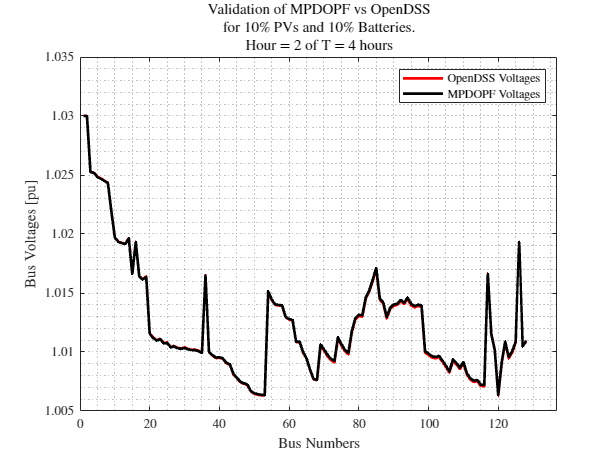 Validation of MPDOPF vs OpenDSS
for 10% PVs and 10% Batteries.
Hour = 2 of T = 4 hours
1.035
1.03
1.025
1.02
1.015
1.01
1.005
Bus Voltages [pu]
OpenDSS Voltages
MPDOPF Voltages
0 20 40 60 80 100 120
Bus Numbers